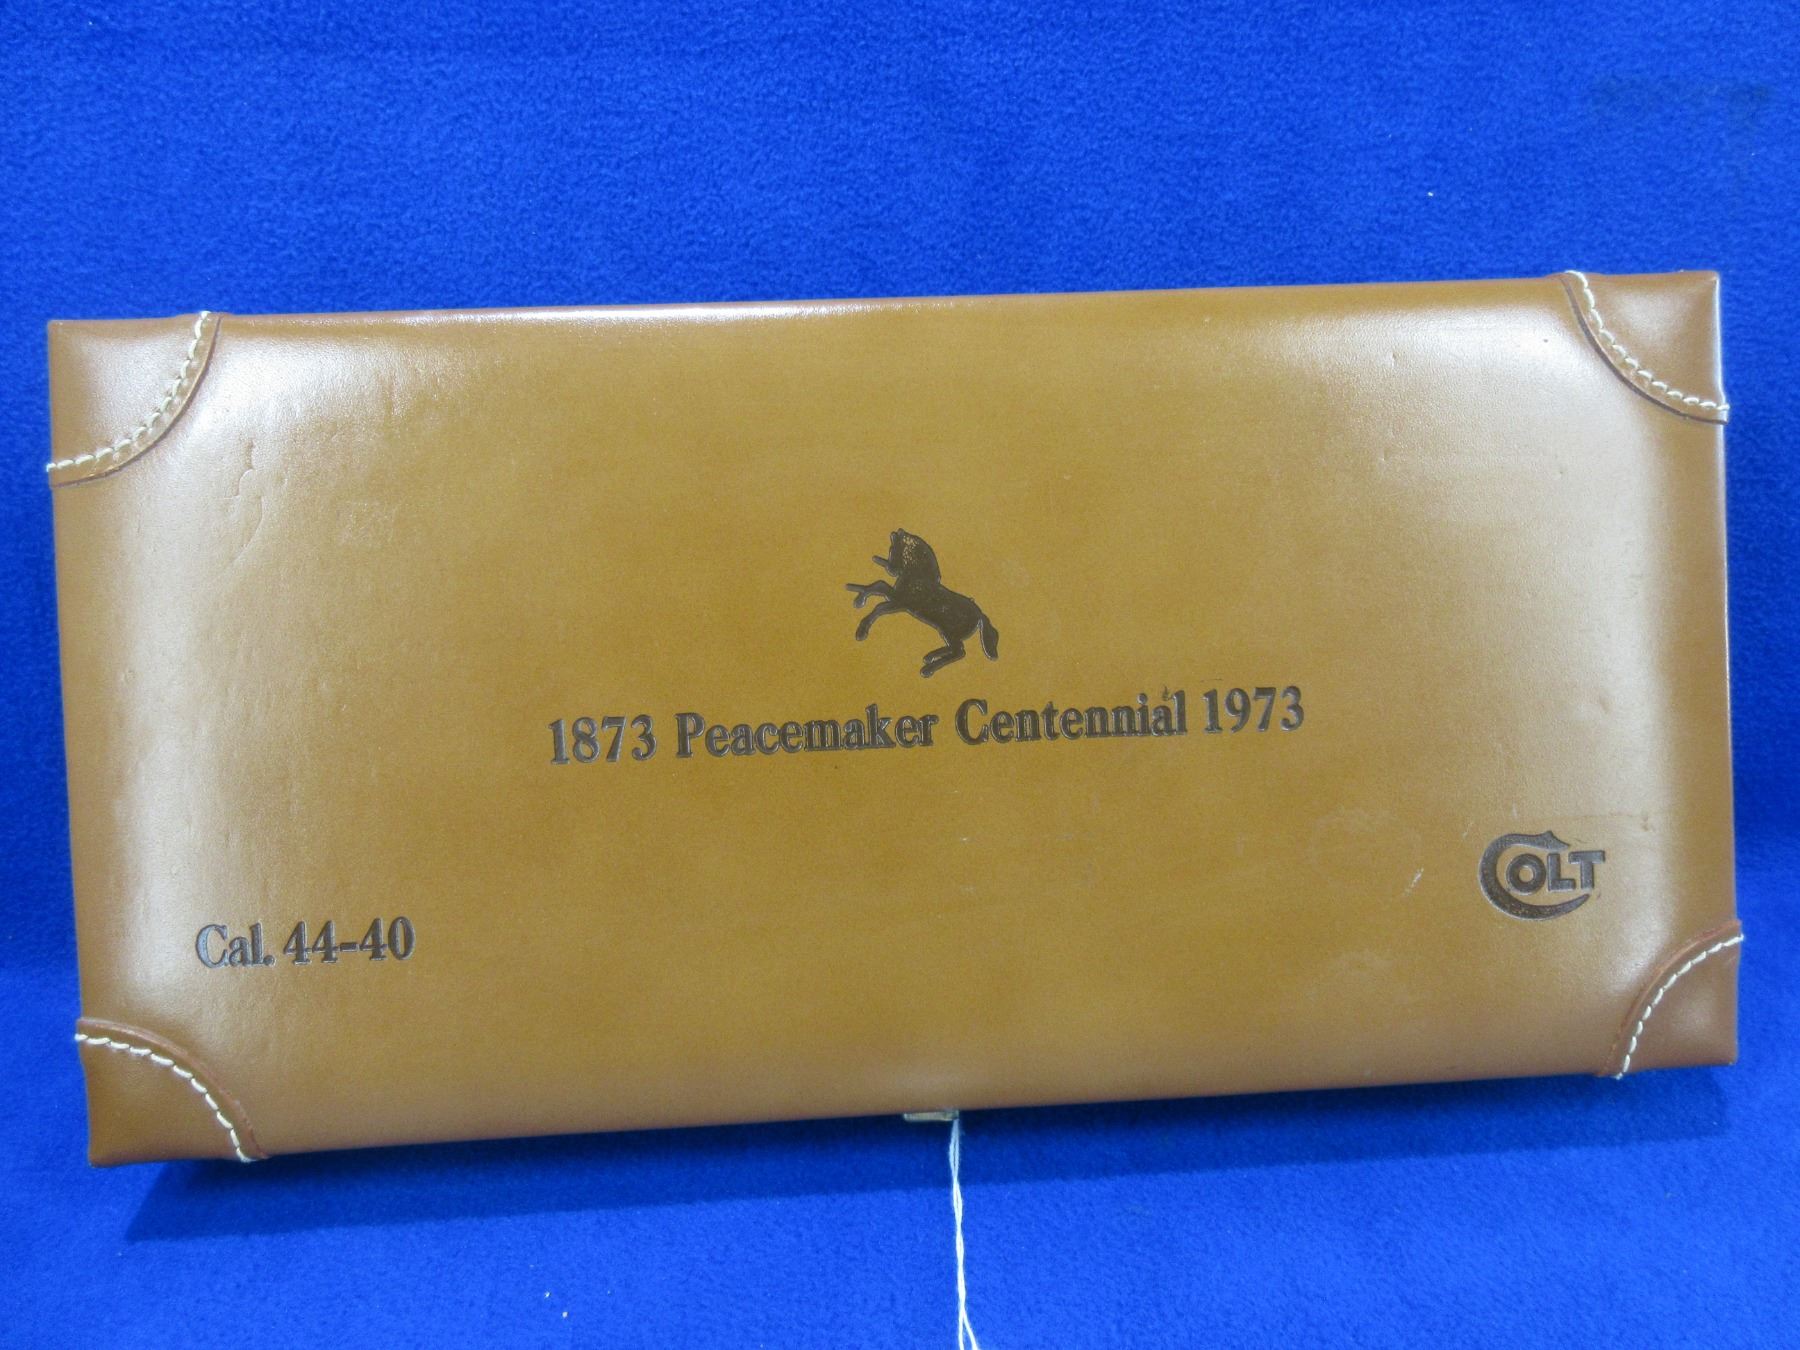 1873 Peacemaker Centennial 1973
COLT
Cal. 44-40